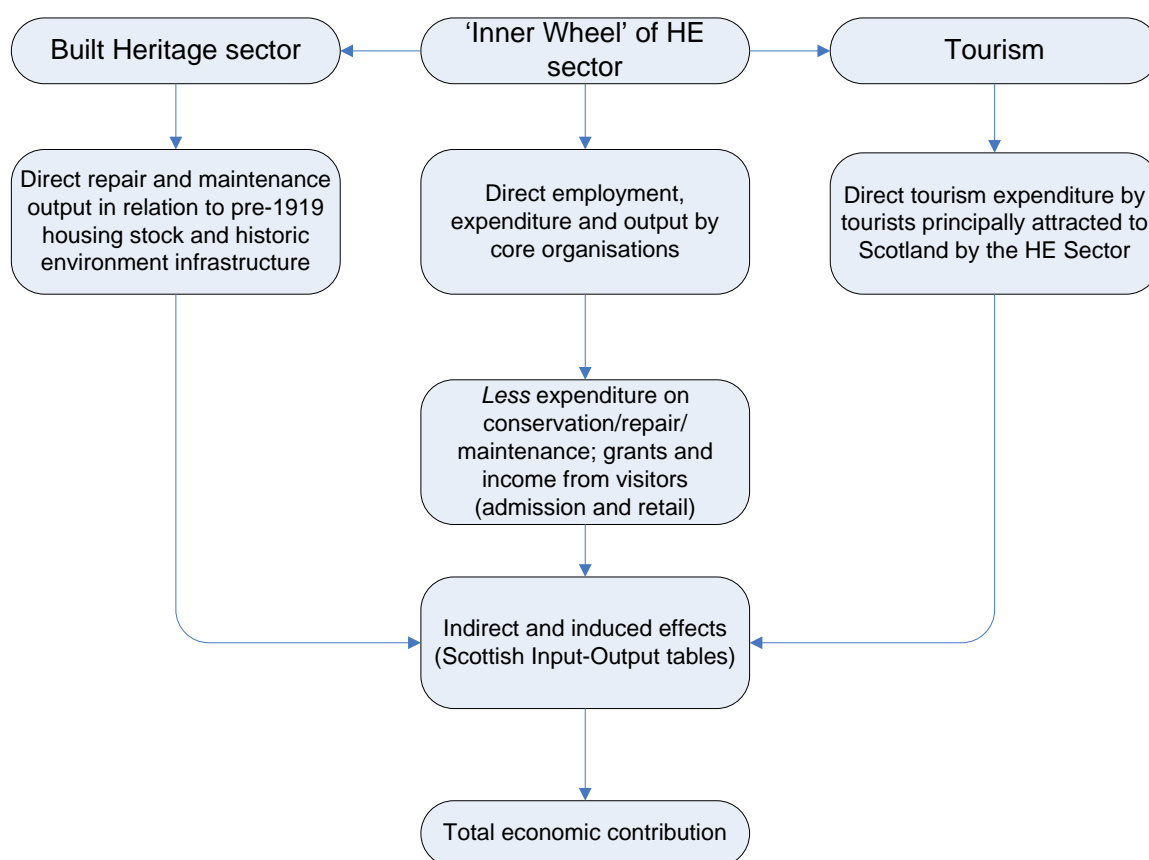 Built Heritage sector
‘Inner Wheel’ of HE
sector
Tourism
Direct repair and maintenance
output in relation to pre-1919
housing stock and historic
environment infrastructure
Direct employment,
expenditure and output by
core organisations
Direct tourism expenditure by
tourists principally attracted to
Scotland by the HE Sector
Less expenditure on
conservation/repair/
maintenance; grants and
income from visitors
(admission and retail)
Indirect and induced effects
(Scottish Input-Output tables)
Total economic contribution